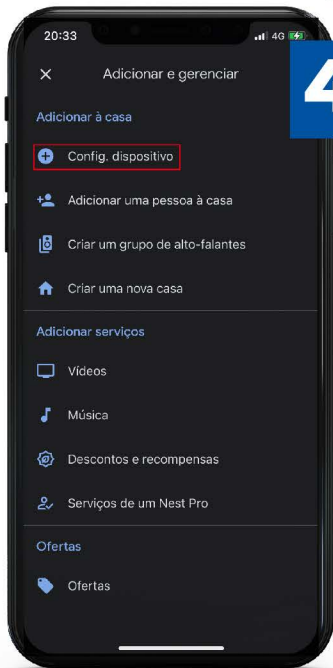 20:33
4G
4
Adicionar e gerenciar
Adicionar à casa
Config. dispositivo
Adicionar uma pessoa à casa
Criar um grupo de alto-falantes
Criar uma nova casa
Adicionar serviços
Vídeos
Música
Descontos e recompensas
Serviços de um Nest Pro
Ofertas
Ofertas